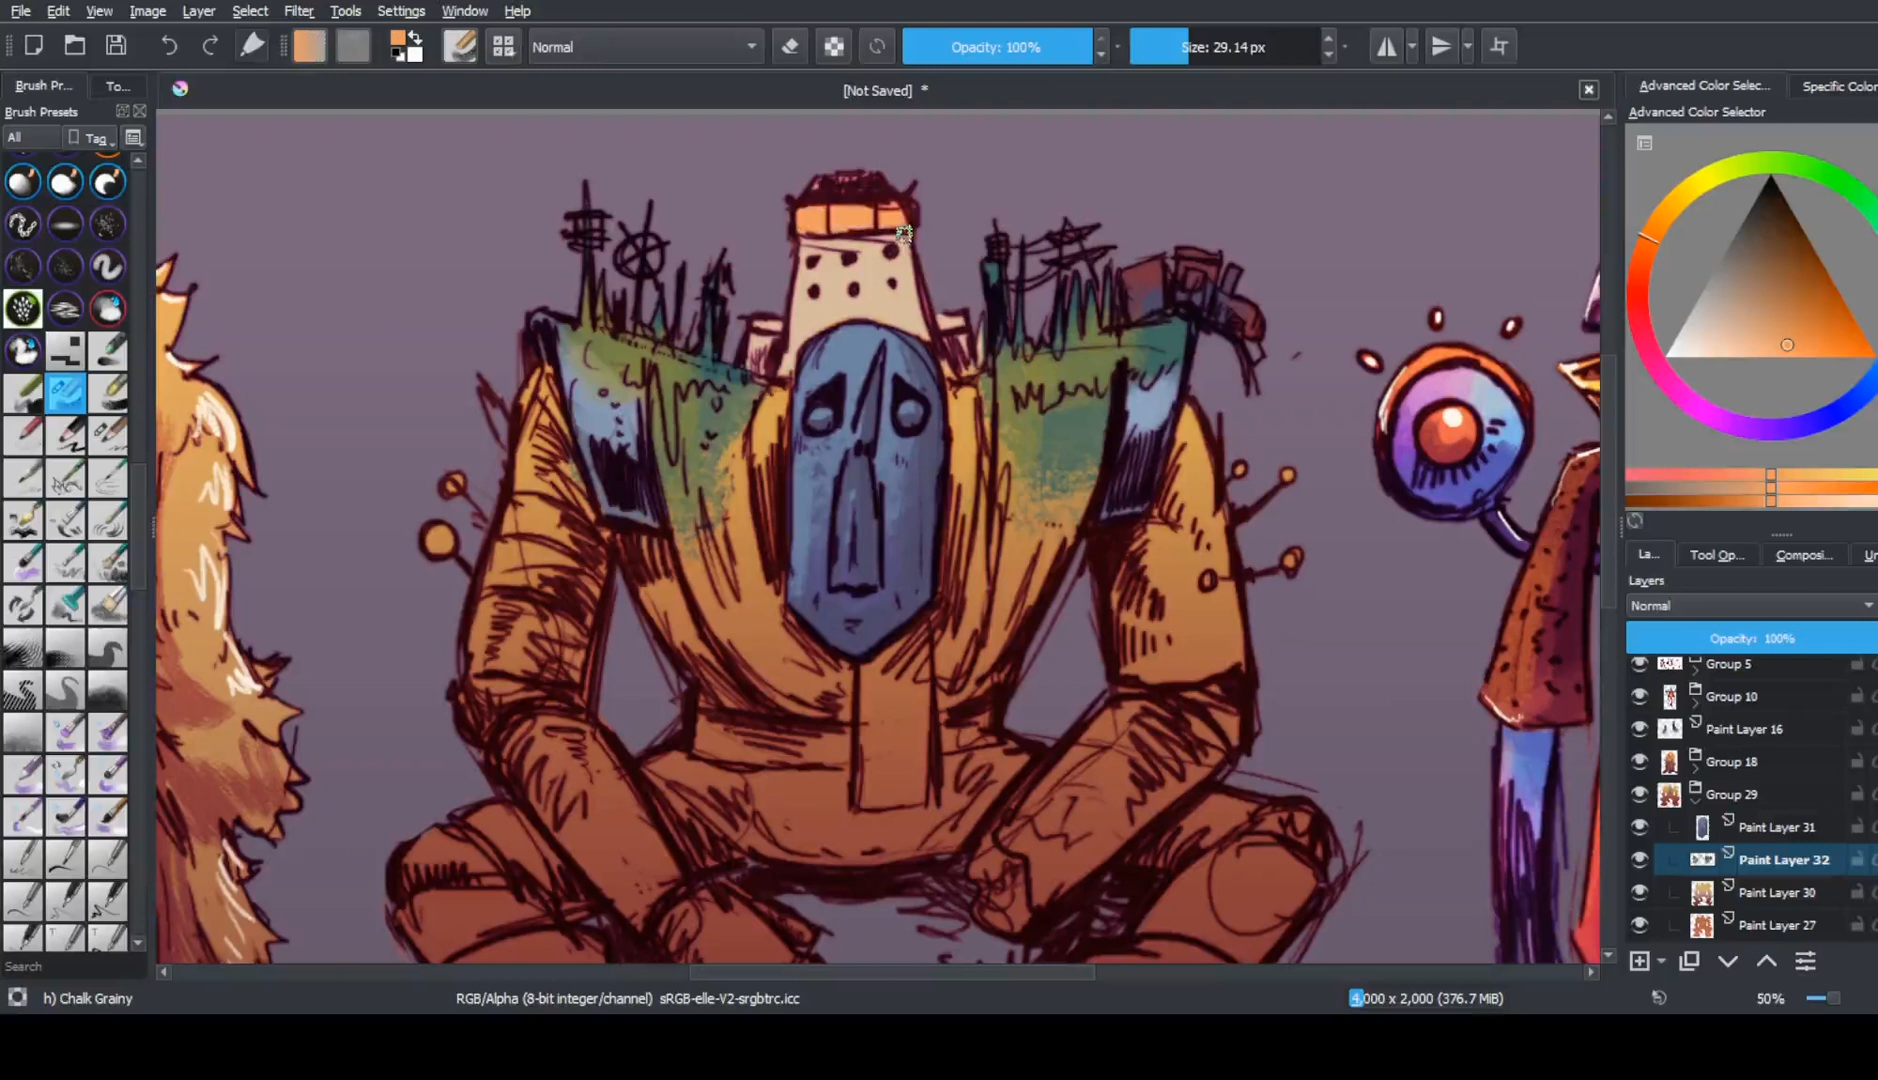 File Edit View Image Layer Select Filter Tools Settings Window Help
Normal Opacity: 100% Size: 29.14 px
Brush Pr... To... [Not Saved] * Advanced Color Selec... Specific Color
Brush Presets
Advanced Color Selector
All Tag
La... Tool Op... Composi... Un
Layers
Normal
Opacity: 100%
Group 5
Group 10
Paint Layer 16
Group 18
Group 29
Paint Layer 31
Paint Layer 32
Paint Layer 30
Paint Layer 27
Search
h) Chalk Grainy RGB/Alpha (8-bit integer/channel) sRGB-elle-V2-srgbtrc.icc 4,000 x 2,000 (376.7 MiB) 50%